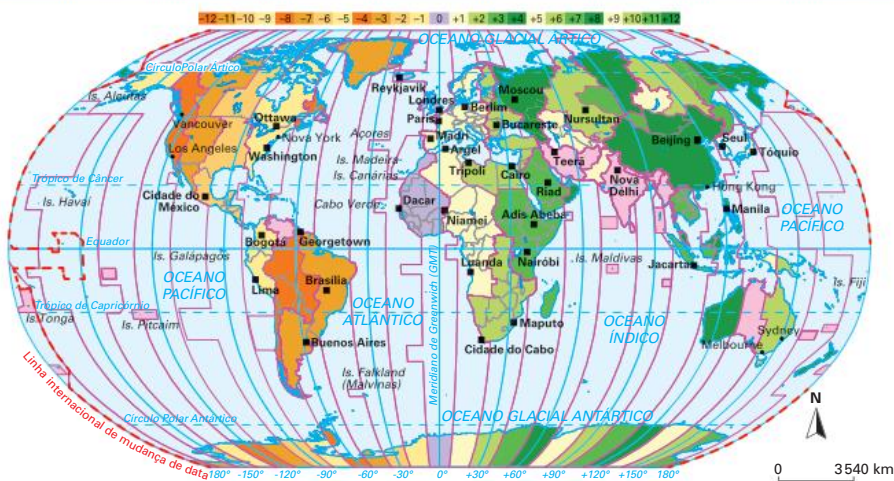 -12 -11 -10 -9 -8 -7 -6 -5 -4 -3 -2 -1 0 +1 +2 +3 +4 +5 +6 +7 +8 +9 +10 +11 +12
OCEANO GLACIAL ÁRTICO
Círculo Polar Ártico
Is. Aleutas
Reykjavik
Moscou
Londres
Berlim
Nursultan
Ottawa
Vancouver
Paris
Bucareste
Nova York
Açores
Madri
Beijing
Seul
Los Angeles
Washington
Argel
Teerã
Tóquio
Is. Madeira
Trípoli
Cairo
Nova
Delhi
Trópico de Câncer
Is. Canárias
Riad
Hong Kong
Is. Havaí
Cidade do
México
Cabo Verde
Dacar
Niamei
Adis Abeba
Manila
OCEANO
PACÍFICO
Equador
Bogotá
Georgetown
Is. Galápagos
Luanda
Nairóbi
Is. Maldivas
Jacarta
OCEANO
PACÍFICO
Lima
Brasília
Is. Fiji
Trópico de Capricórnio
OCEANO
ATLÂNTICO
Meridiano de Greenwich (GMT)
Is. Tonga
Is. Pitcaim
Maputo
OCEANO
ÍNDICO
Sydney
Buenos Aires
Cidade do Cabo
Melbourne
Is. Falkland
(Malvinas)
Linha internacional de mudança de data
Círculo Polar Antártico
OCEANO GLACIAL ANTÁRTICO
N
-180° -150° -120° -90° -60° -30° 0° +30° +60° +90° +120° +150° 180°
0 3 540 km